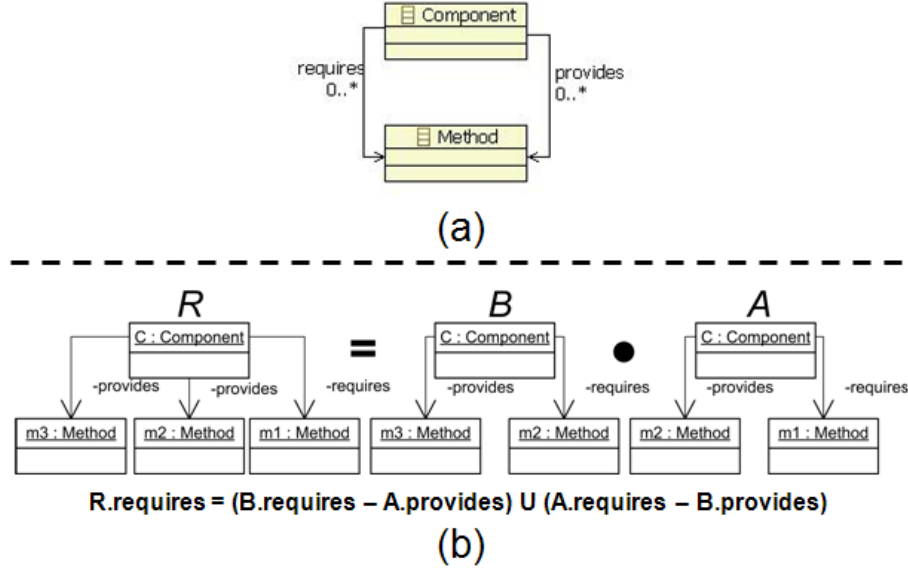 Component
requires
0..*
provides
0..*
Method
(a)
R
B
A
C : Component
=
C : Component
●
C : Component
-provides
-provides
-requires
-provides
-requires
-provides
-requires
m3 : Method
m2 : Method
m1 : Method
m3 : Method
m2 : Method
m2 : Method
m1 : Method
R.requires = (B.requires – A.provides) U (A.requires – B.provides)
(b)